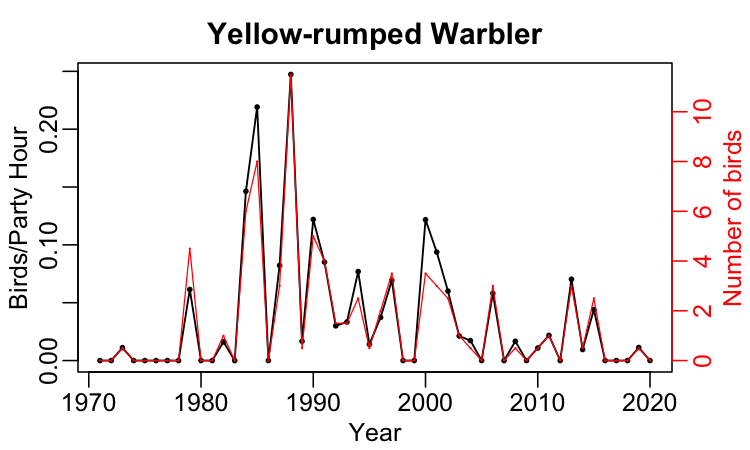 Yellow-rumped Warbler
Birds/Party Hour
0.00 0.10 0.20
0 2 4 6 8 10
Number of birds
1970 1980 1990 2000 2010 2020
Year